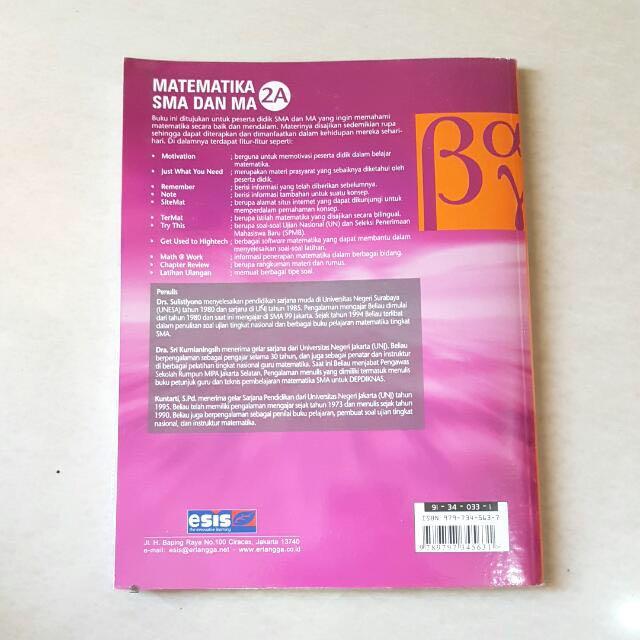 MATEMATIKA
SMA DAN MA 2A
Buku ini ditujukan untuk peserta didik SMA dan MA yang ingin memahami
matematika secara baik dan mendalam. Materinya disajikan sedemikian rupa
sehingga dapat diterapkan dan dimanfaatkan dalam kehidupan mereka sehari-
hari. Di dalamnya terdapat fitur-fitur seperti:
• Motivation ; berguna untuk memotivasi peserta didik dalam belajar
matematika.
• Just What You Need ; merupakan materi prasyarat yang sebaiknya diketahui oleh
peserta didik.
• Remember ; berisi informasi yang telah diberikan sebelumnya.
• Note ; berisi informasi tambahan untuk suatu konsep.
• SiteMat ; berupa alamat situs internet yang dapat dikunjungi untuk
memperdalam pemahaman konsep.
• TerMat ; berupa istilah matematika yang disajikan secara bilingual.
• Try This ; berupa soal-soal Ujian Nasional (UN) dan Seleksi Penerimaan
Mahasiswa Baru (SPMB).
• Get Used to Hightech ; berbagai software matematika yang dapat membantu dalam
menyelesaikan soal-soal latihan.
• Math @ Work ; informasi penerapan matematika dalam berbagai bidang.
• Chapter Review ; berupa rangkuman materi dan rumus.
• Latihan Ulangan ; memuat berbagai tipe soal.
β α
γ
Penulis
Drs. Sulistiyono menyelesaikan pendidikan sarjana muda di Universitas Negeri Surabaya
(UNESA) tahun 1980 dan sarjana di UNJ tahun 1985. Pengalaman mengajar Beliau dimulai
dari tahun 1980 dan saat ini mengajar di SMA 99 Jakarta. Sejak tahun 1994 Beliau terlibat
dalam penulisan soal ujian tingkat nasional dan berbagai buku pelajaran matematika tingkat
SMA.
Dra. Sri Kurnianingsih menerima gelar sarjana dari Universitas Negeri Jakarta (UNJ). Beliau
berpengalaman sebagai pengajar selama 30 tahun, dan juga sebagai penatar dan instruktur
di berbagai pelatihan tingkat nasional guru matematika. Saat ini Beliau menjabat Pengawas
Sekolah Rumpun MIPA Jakarta Selatan. Pengalaman menulis yang dimiliki termasuk menulis
buku petunjuk guru dan teknis pembelajaran matematika SMA untuk DEPDIKNAS.
Kuntarti, S.Pd. menerima gelar Sarjana Pendidikan dari Universitas Negeri Jakarta (UNJ) tahun
1995. Beliau telah memiliki pengalaman mengajar sejak tahun 1973 dan menulis sejak tahun
1990. Beliau juga berpengalaman sebagai penilai buku pelajaran, pembuat soal ujian tingkat
nasional, dan instruktur matematika.
esis
the innovative learning
Jl. H. Baping Raya No.100 Ciracas, Jakarta 13740
e-mail: esis@erlangga.net - www.erlangga.co.id
91-34-033-1
ISBN 979-734-563-7
9 789797 345631